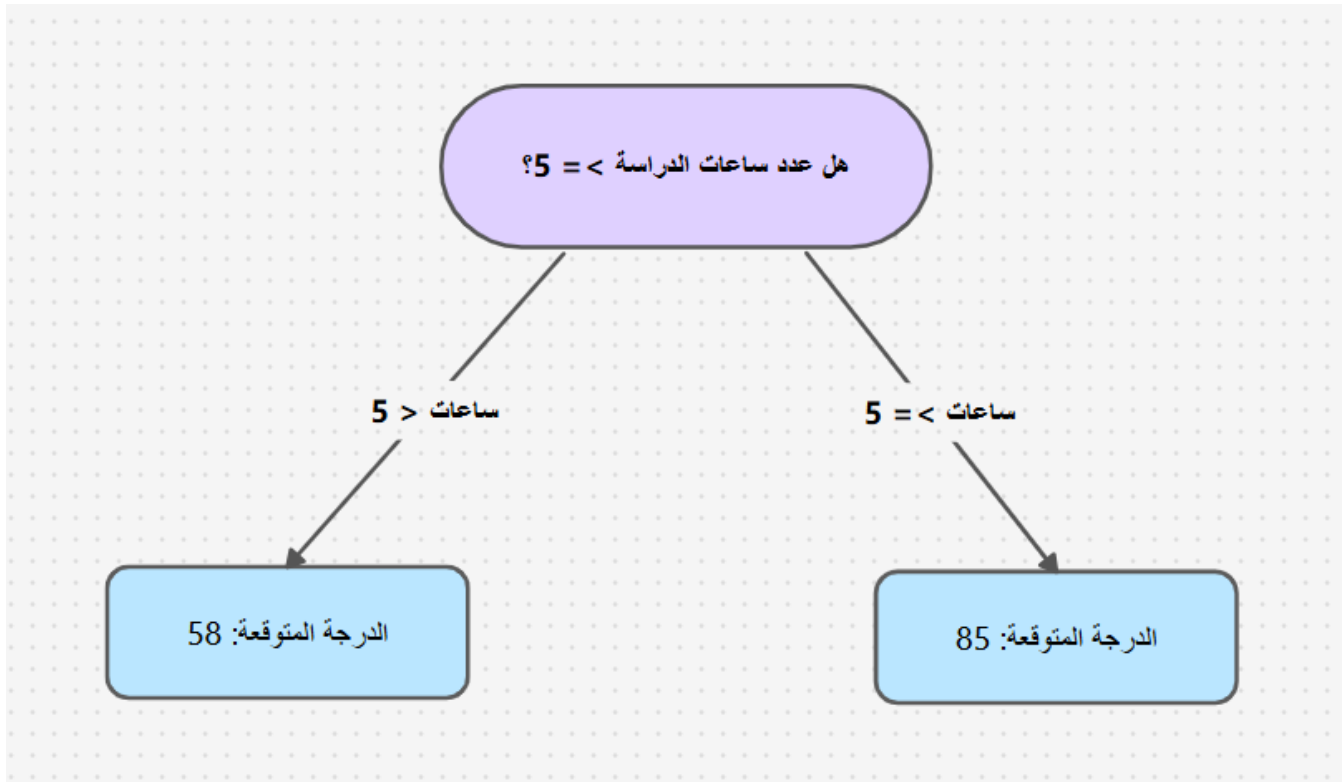 هل عدد ساعات الدراسة >= 5؟
ساعات >= 5
ساعات < 5
الدرجة المتوقعة: 85
الدرجة المتوقعة: 58